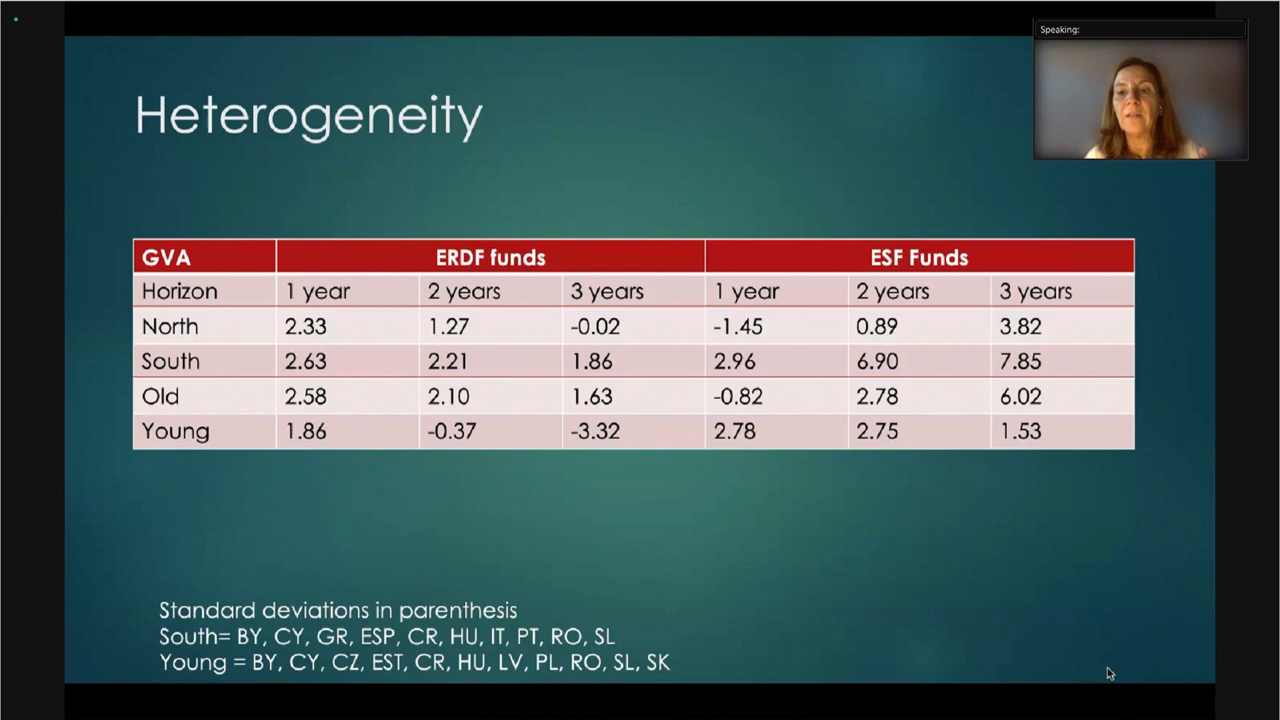 Speaking:
Heterogeneity
GVA ERDF funds ESF Funds
Horizon 1 year 2 years 3 years 1 year 2 years 3 years
North 2.33 1.27 -0.02 -1.45 0.89 3.82
South 2.63 2.21 1.86 2.96 6.90 7.85
Old 2.58 2.10 1.63 -0.82 2.78 6.02
Young 1.86 -0.37 -3.32 2.78 2.75 1.53
Standard deviations in parenthesis
South= BY, CY, GR, ESP, CR, HU, IT, PT, RO, SL
Young = BY, CY, CZ, EST, CR, HU, LV, PL, RO, SL, SK